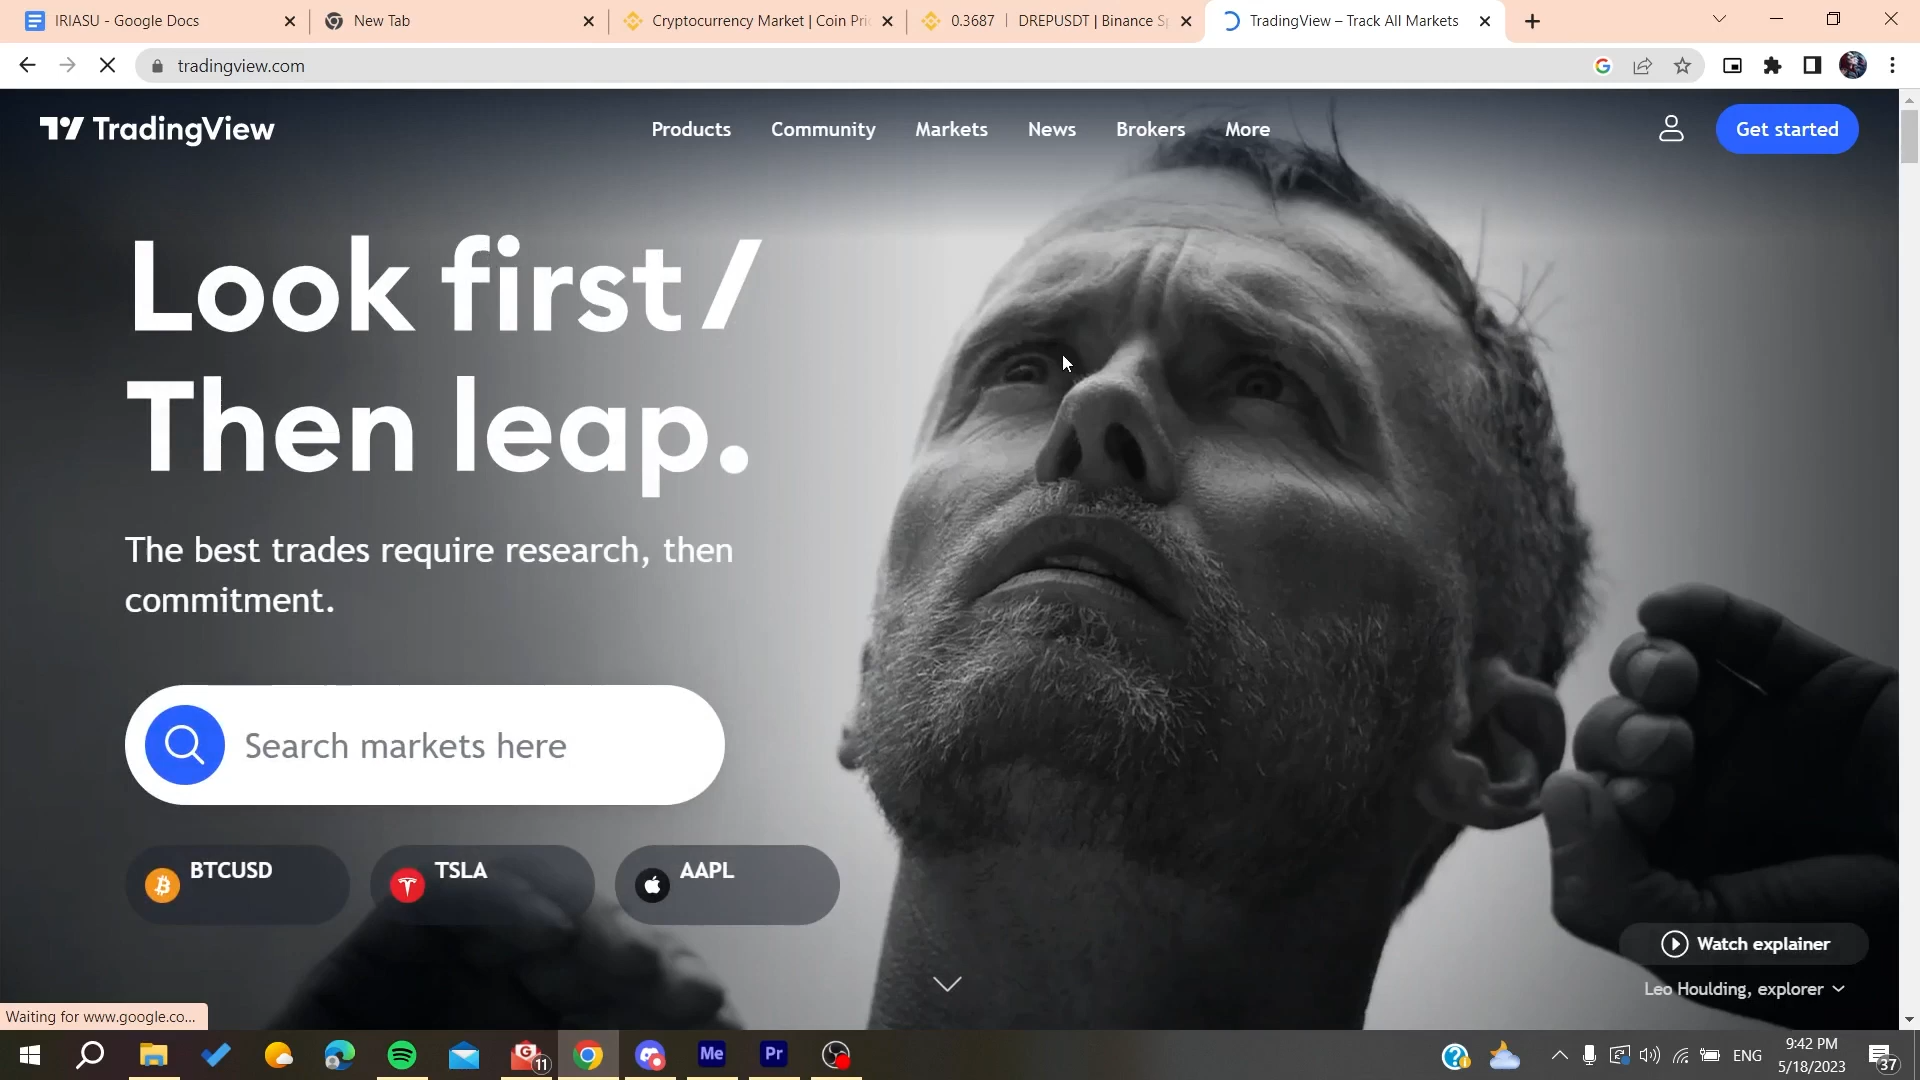 IRIASU - Google Docs
New Tab
Cryptocurrency Market | Coin Pri
0.3687 | DREPUSDT | Binance Sp
TradingView – Track All Markets
tradingview.com
TradingView
Products
Community
Markets
News
Brokers
More
Get started
Look first/
Then leap.
The best trades require research, then
commitment.
Search markets here
BTCUSD
TSLA
AAPL
Watch explainer
Leo Houlding, explorer
Waiting for www.google.co...
11
Me
Pr
ENG
9:42 PM
5/18/2023
37